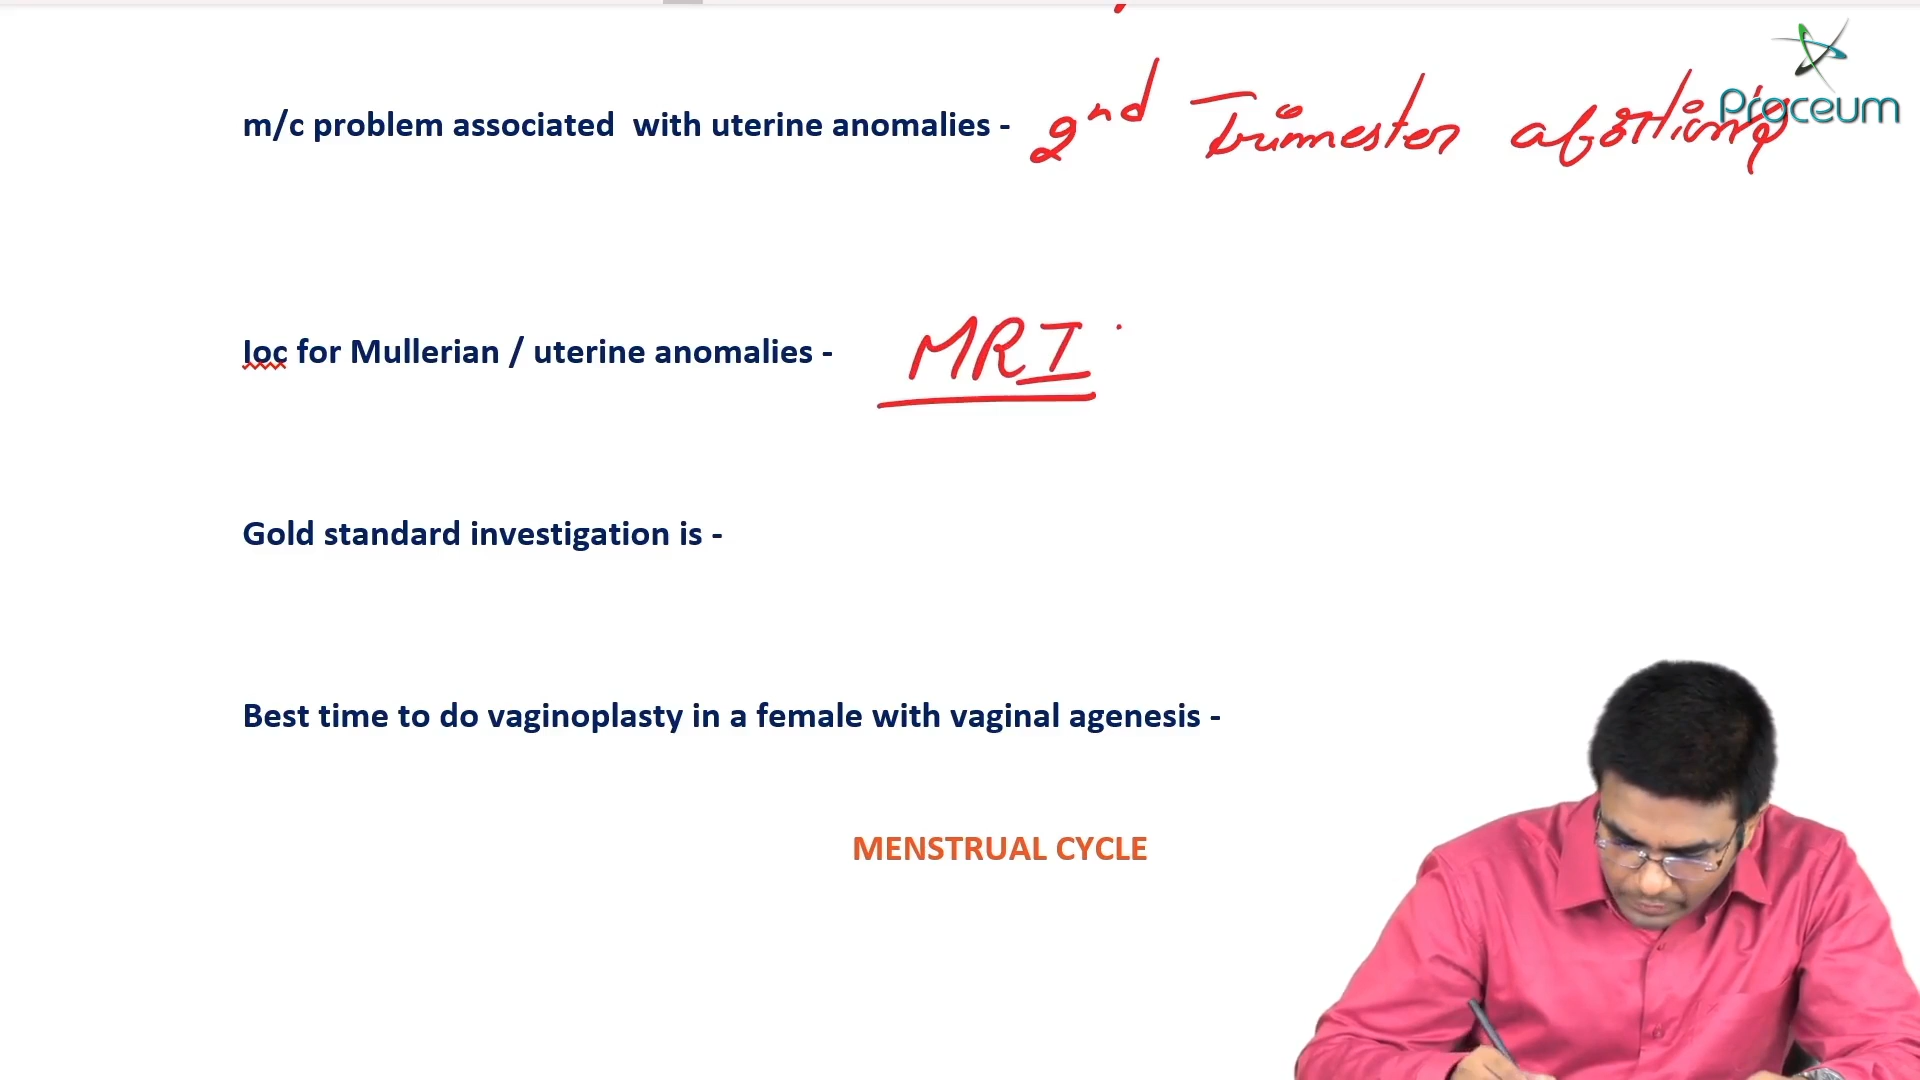 Proceum
m/c problem associated with uterine anomalies - 2nd Trimester abortions
Ioc for Mullerian / uterine anomalies - MRI
Gold standard investigation is -
Best time to do vaginoplasty in a female with vaginal agenesis -
MENSTRUAL CYCLE